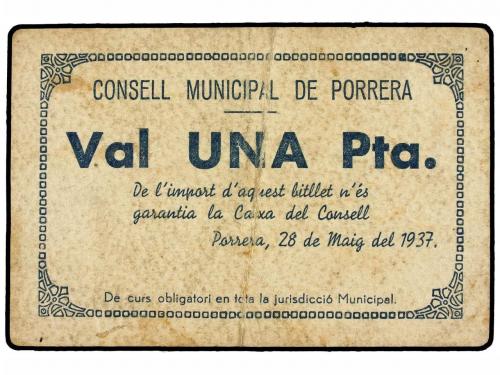 CONSELL MUNICIPAL DE PORRERA
Val UNA Pta.
De l'import d'aquest bitllet n'és
garantia la Caixa del Consell
Porrera, 28 de Maig del 1937.
De curs obligatori en tota la jurisdicció Municipal.